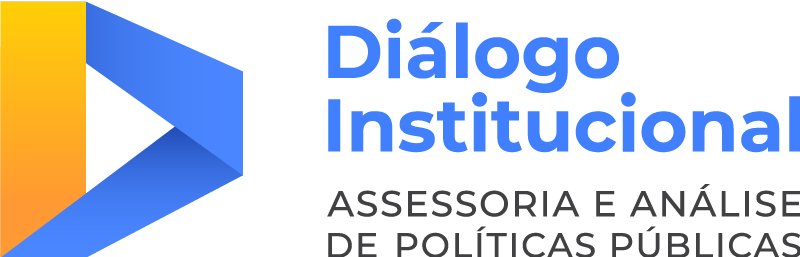 Diálogo
Institucional
ASSESSORIA E ANÁLISE
DE POLÍTICAS PÚBLICAS